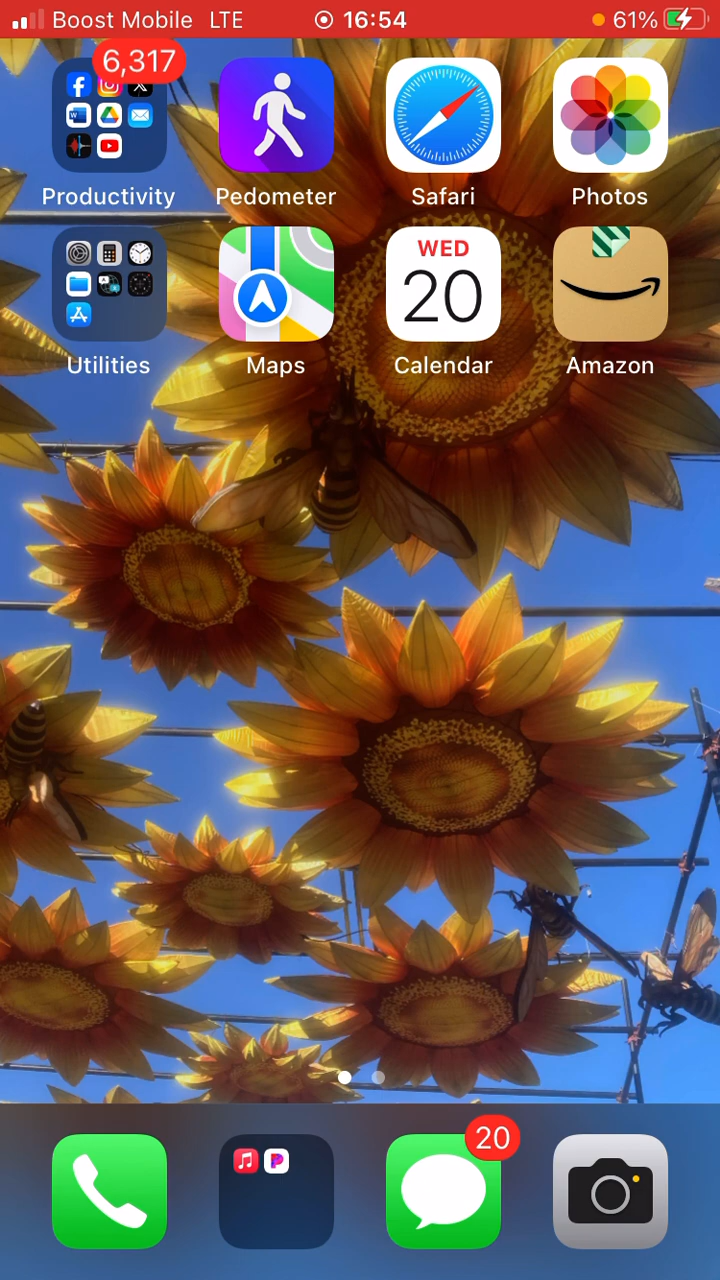 Boost Mobile LTE 16:54 61%
6,317
Productivity Pedometer Safari Photos
WED
20
Utilities Maps Calendar Amazon
20